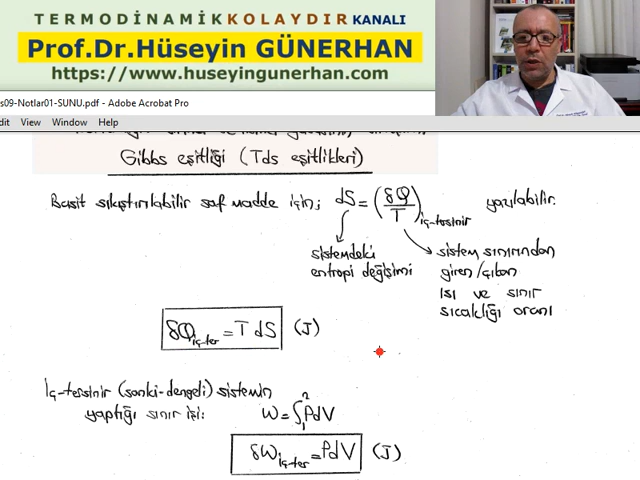 TERMODİNAMİKKOLAYDIR KANALI
Prof.Dr.Hüseyin GÜNERHAN
https://www.huseyingunerhan.com
s09-Notlar01-SUNU.pdf - Adobe Acrobat Pro
dit View Window Help
Gibbs eşitliği (Tds eşitlikleri)
Basit sıkıştırılabilir saf madde için; dS = (δQ/T)iç-tersinir yazılabilir.
sistemdeki entropi değişimi
sistem sınırından giren/çıkan ısı ve sınır sıcaklığı oranı
δQiç-ter = T dS (J)
İç-tersinir (sanki-dengeli) sistemin
yaptığı sınır işi: W = ∫₁² PdV
δWiç-ter = PdV (J)